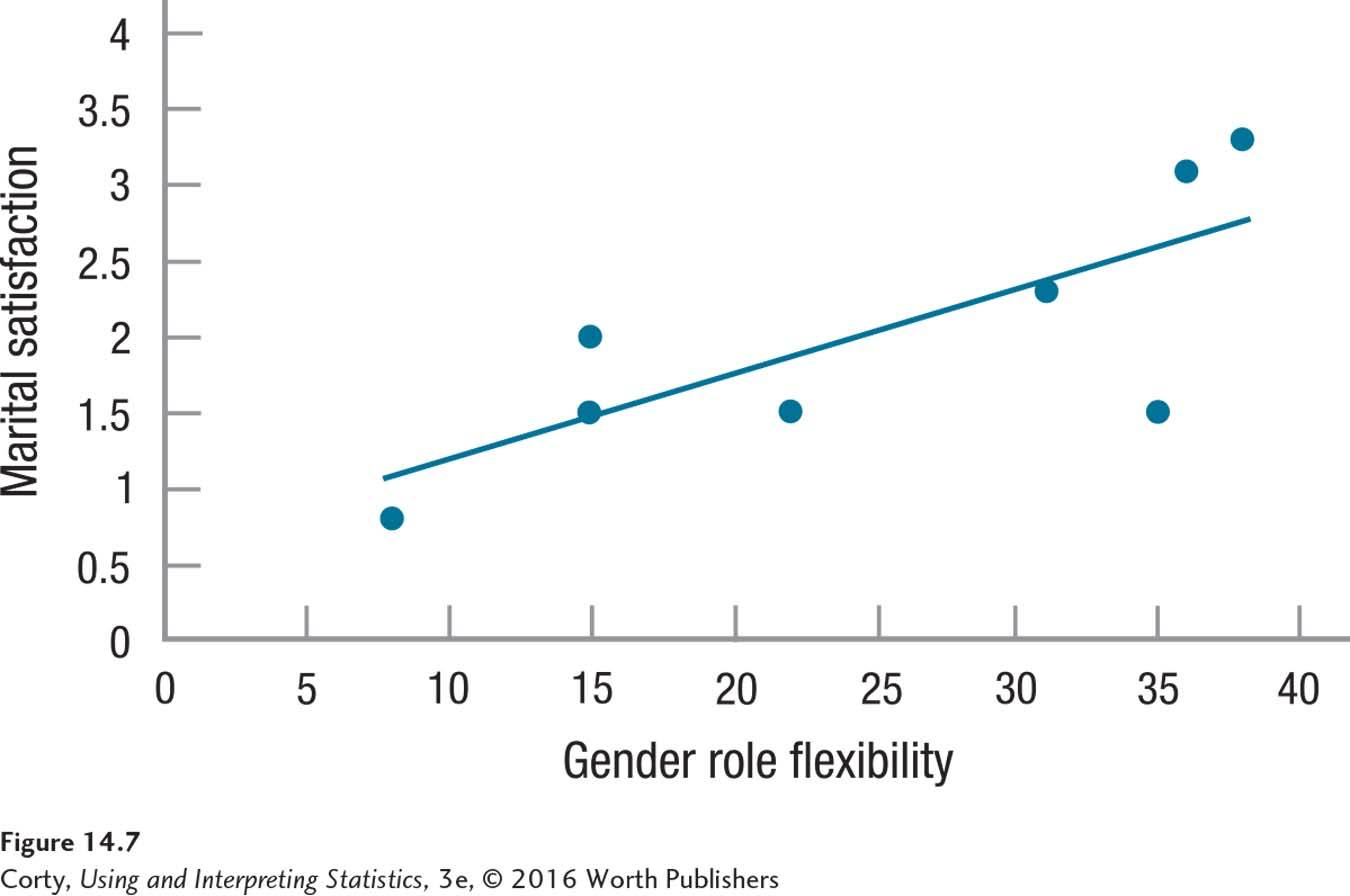 4
3.5
3
2.5
2
1.5
1
0.5
0
Marital satisfaction
0 5 10 15 20 25 30 35 40
Gender role flexibility
Figure 14.7
Corty, Using and Interpreting Statistics, 3e, © 2016 Worth Publishers